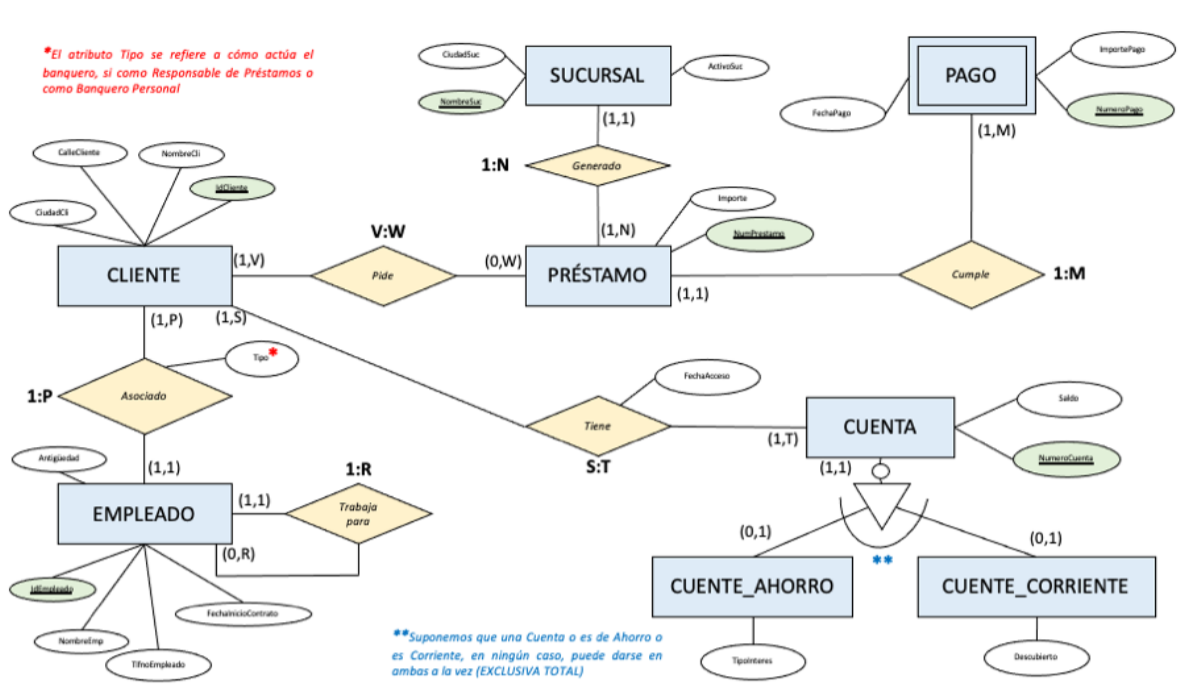 *El atributo Tipo se refiere a cómo actúa el
banquero, si como Responsable de Préstamos o
como Banquero Personal
CiudadSuc
NombreSuc
SUCURSAL
ActivoSuc
PAGO
ImportePago
NumeroPago
FechaPago
(1,1)
(1,M)
1:N
Generado
(1,N)
CalleCliente
NombreCli
IdCliente
CiudadCli
Importe
NumPrestamo
CLIENTE
(1,V)
V:W
Pide
(0,W)
PRÉSTAMO
(1,1)
Cumple
1:M
(1,P)
(1,S)
Tipo*
1:P
Asociado
(1,1)
FechaAcceso
Tiene
S:T
(1,T)
CUENTA
Saldo
NumeroCuenta
(1,1)
Antigüedad
EMPLEADO
(1,1)
1:R
Trabaja
para
(0,R)
IdEmpleado
NombreEmp
TlfnoEmpleado
FechaInicioContrato
(0,1)
(0,1)
**
CUENTE_AHORRO
CUENTE_CORRIENTE
TipoInteres
Descubierto
**Suponemos que una Cuenta o es de Ahorro o
es Corriente, en ningún caso, puede darse en
ambas a la vez (EXCLUSIVA TOTAL)